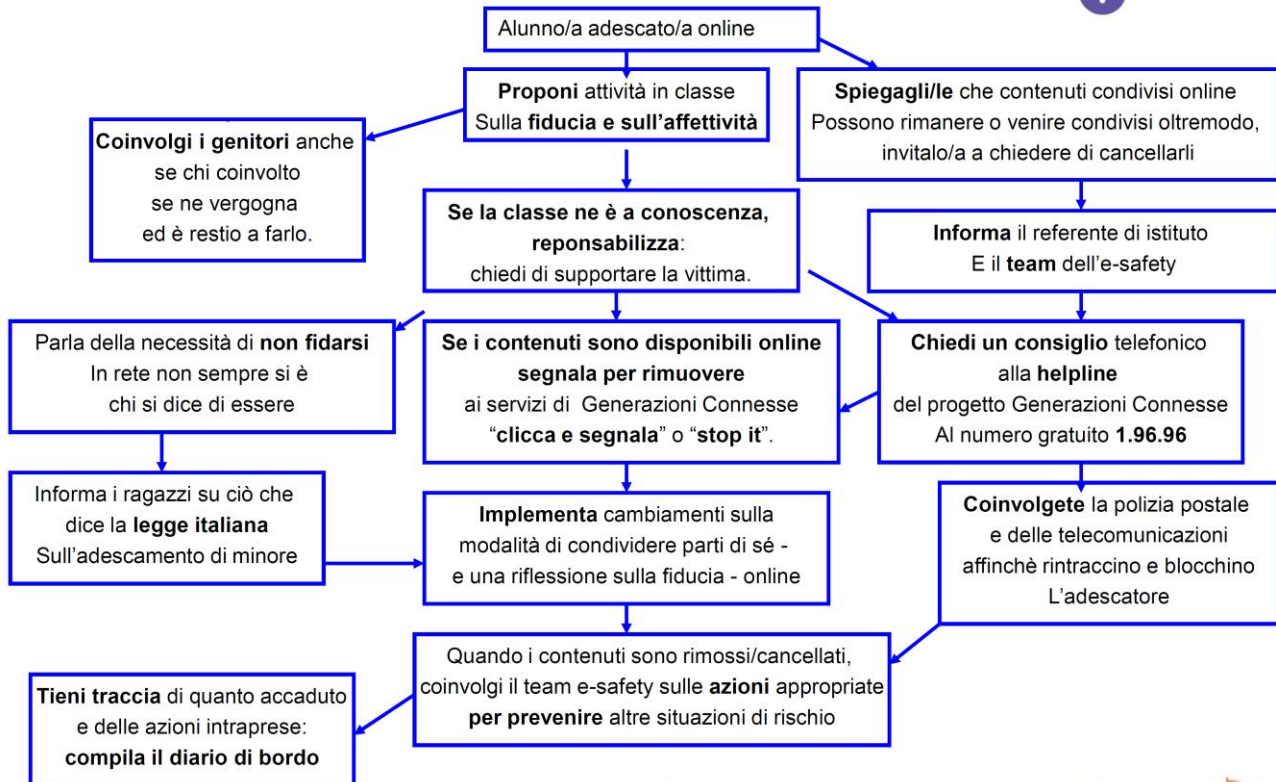 Alunno/a adescato/a online
Proponi attività in classe
Sulla fiducia e sull'affettività
Spiegagli/le che contenuti condivisi online
Possono rimanere o venire condivisi oltremodo,
invitalo/a a chiedere di cancellarli
Coinvolgi i genitori anche
se chi coinvolto
se ne vergogna
ed è restio a farlo.
Se la classe ne è a conoscenza,
reponsabilizza:
chiedi di supportare la vittima.
Informa il referente di istituto
E il team dell'e-safety
Parla della necessità di non fidarsi
In rete non sempre si è
chi si dice di essere
Se i contenuti sono disponibili online
segnala per rimuovere
ai servizi di Generazioni Connesse
“clicca e segnala” o “stop it”.
Chiedi un consiglio telefonico
alla helpline
del progetto Generazioni Connesse
Al numero gratuito 1.96.96
Informa i ragazzi su ciò che
dice la legge italiana
Sull'adescamento di minore
Implementa cambiamenti sulla
modalità di condividere parti di sé -
e una riflessione sulla fiducia - online
Coinvolgete la polizia postale
e delle telecomunicazioni
affinchè rintraccino e blocchino
L'adescatore
Quando i contenuti sono rimossi/cancellati,
coinvolgi il team e-safety sulle azioni appropriate
per prevenire altre situazioni di rischio
Tieni traccia di quanto accaduto
e delle azioni intraprese:
compila il diario di bordo